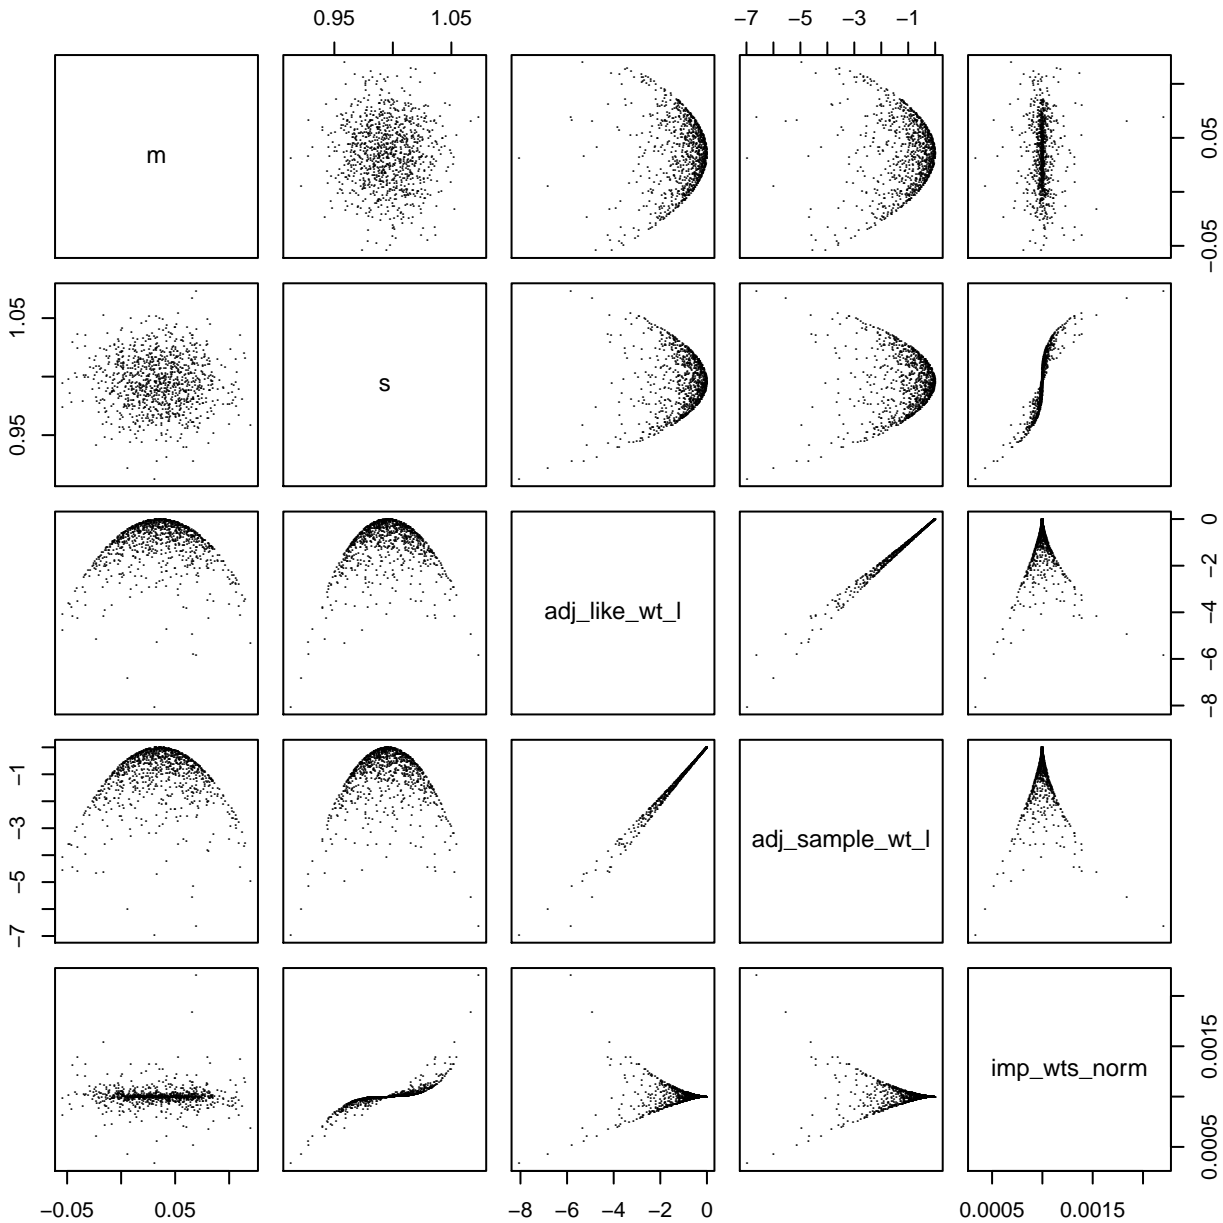 0.95 1.05 −7 −5 −3 −1
m
−0.05 0.05
0.95 1.05
s
adj_like_wt_l
−8 −6 −4 −2 0
−7 −5 −3 −1
adj_sample_wt_l
imp_wts_norm
0.0005 0.0015
−0.05 0.05 −8 −6 −4 −2 0 0.0005 0.0015